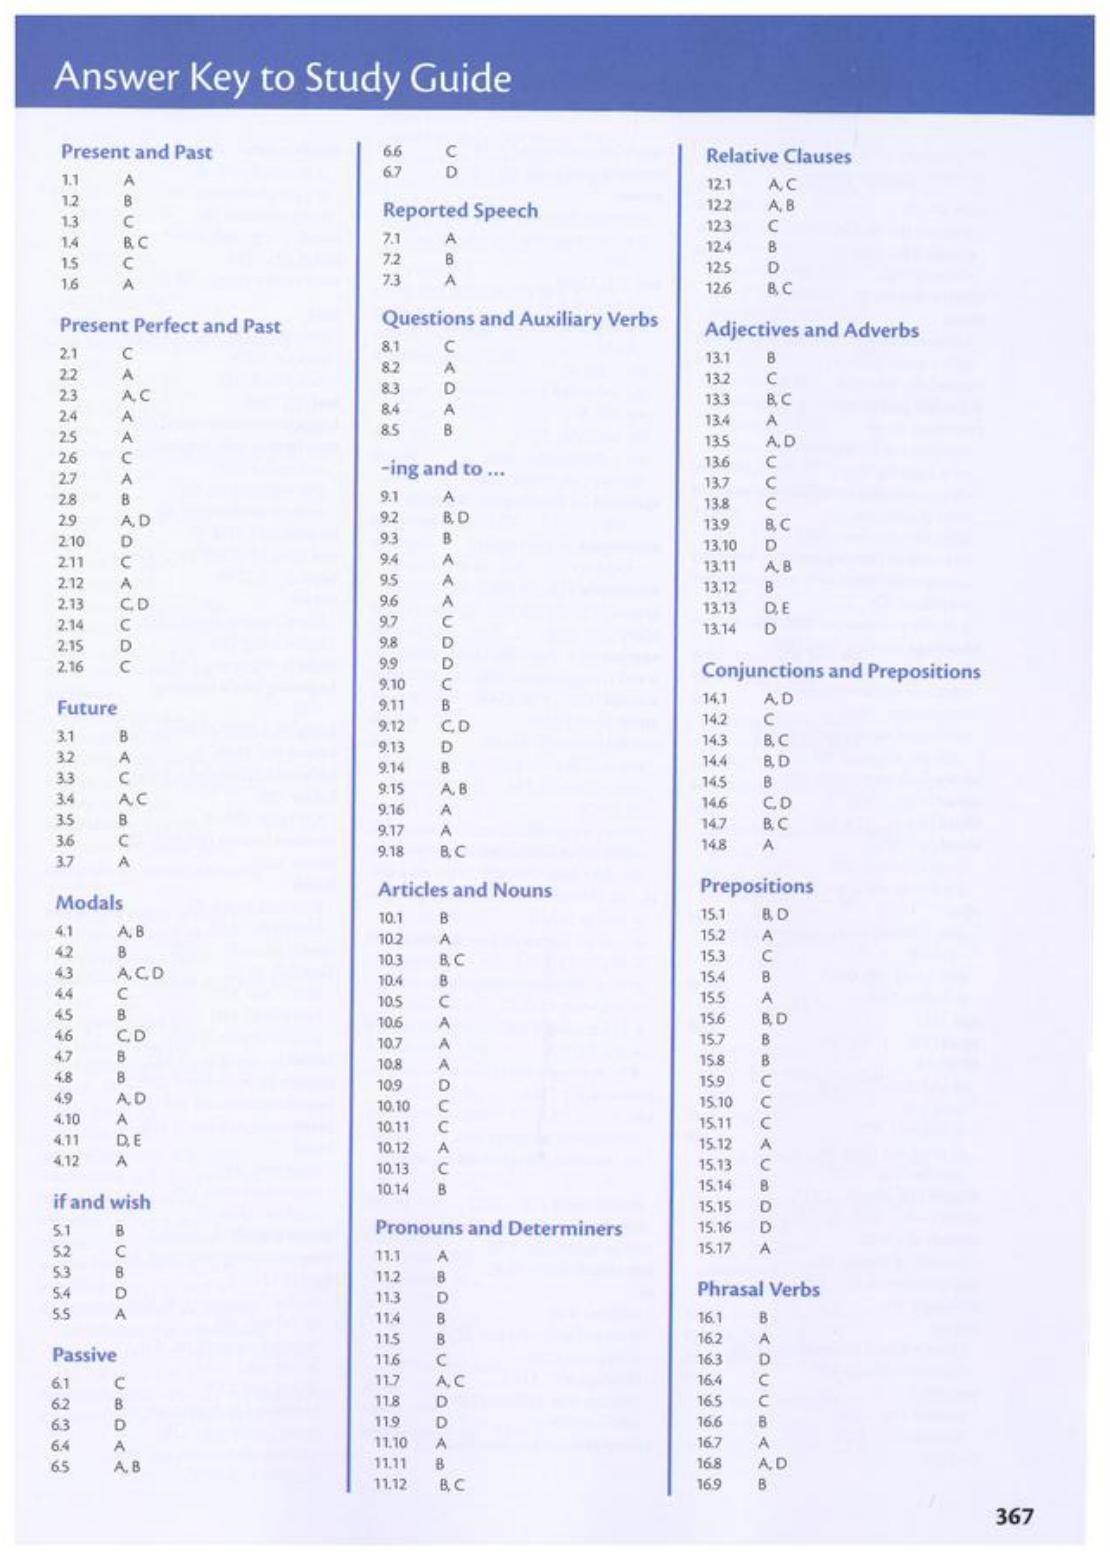 Answer Key to Study Guide
Present and Past
1.1 A
1.2 B
1.3 C
1.4 B, C
1.5 C
1.6 A
Present Perfect and Past
2.1 C
2.2 A
2.3 A, C
2.4 A
2.5 A
2.6 C
2.7 A
2.8 B
2.9 A, D
2.10 D
2.11 C
2.12 A
2.13 C, D
2.14 C
2.15 D
2.16 C
Future
3.1 B
3.2 A
3.3 C
3.4 A, C
3.5 B
3.6 C
3.7 A
Modals
4.1 A, B
4.2 B
4.3 A, C, D
4.4 C
4.5 B
4.6 C, D
4.7 B
4.8 B
4.9 A, D
4.10 A
4.11 D, E
4.12 A
if and wish
5.1 B
5.2 C
5.3 B
5.4 D
5.5 A
Passive
6.1 C
6.2 B
6.3 D
6.4 A
6.5 A, B
6.6 C
6.7 D
Reported Speech
7.1 A
7.2 B
7.3 A
Questions and Auxiliary Verbs
8.1 C
8.2 A
8.3 D
8.4 A
8.5 B
-ing and to ...
9.1 A
9.2 B, D
9.3 B
9.4 A
9.5 A
9.6 A
9.7 C
9.8 D
9.9 D
9.10 C
9.11 B
9.12 C, D
9.13 D
9.14 B
9.15 A, B
9.16 A
9.17 A
9.18 B, C
Articles and Nouns
10.1 B
10.2 A
10.3 B, C
10.4 B
10.5 C
10.6 A
10.7 A
10.8 A
10.9 D
10.10 C
10.11 C
10.12 A
10.13 C
10.14 B
Pronouns and Determiners
11.1 A
11.2 B
11.3 D
11.4 B
11.5 B
11.6 C
11.7 A, C
11.8 D
11.9 D
11.10 A
11.11 B
11.12 B, C
Relative Clauses
12.1 A, C
12.2 A, B
12.3 C
12.4 B
12.5 D
12.6 B, C
Adjectives and Adverbs
13.1 B
13.2 C
13.3 B, C
13.4 A
13.5 A, D
13.6 C
13.7 C
13.8 C
13.9 B, C
13.10 D
13.11 A, B
13.12 B
13.13 D, E
13.14 D
Conjunctions and Prepositions
14.1 A, D
14.2 C
14.3 B, C
14.4 B, D
14.5 B
14.6 C, D
14.7 B, C
14.8 A
Prepositions
15.1 B, D
15.2 A
15.3 C
15.4 B
15.5 A
15.6 B, D
15.7 B
15.8 B
15.9 C
15.10 C
15.11 C
15.12 A
15.13 C
15.14 B
15.15 D
15.16 D
15.17 A
Phrasal Verbs
16.1 B
16.2 A
16.3 D
16.4 C
16.5 C
16.6 B
16.7 A
16.8 A, D
16.9 B
367